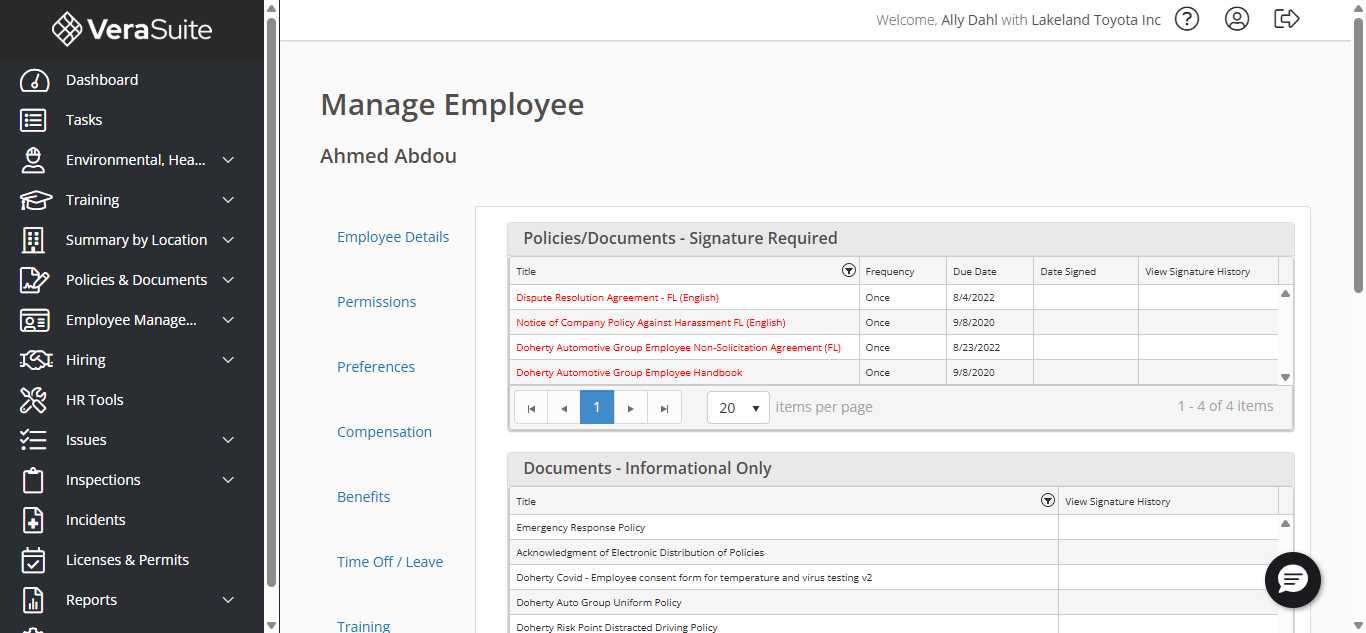 VeraSuite
Welcome, Ally Dahl with Lakeland Toyota Inc
Dashboard
Tasks
Environmental, Hea...
Training
Summary by Location
Policies & Documents
Employee Manage...
Hiring
HR Tools
Issues
Inspections
Incidents
Licenses & Permits
Reports
Manage Employee
Ahmed Abdou
Employee Details
Permissions
Preferences
Compensation
Benefits
Time Off / Leave
Training
Policies/Documents - Signature Required
Title Frequency Due Date Date Signed View Signature History
Dispute Resolution Agreement - FL (English) Once 8/4/2022
Notice of Company Policy Against Harassment FL (English) Once 9/8/2020
Doherty Automotive Group Employee Non-Solicitation Agreement (FL) Once 8/23/2022
Doherty Automotive Group Employee Handbook Once 9/8/2020
1 20 items per page 1 - 4 of 4 items
Documents - Informational Only
Title View Signature History
Emergency Response Policy
Acknowledgment of Electronic Distribution of Policies
Doherty Covid - Employee consent form for temperature and virus testing v2
Doherty Auto Group Uniform Policy
Doherty Risk Point Distracted Driving Policy